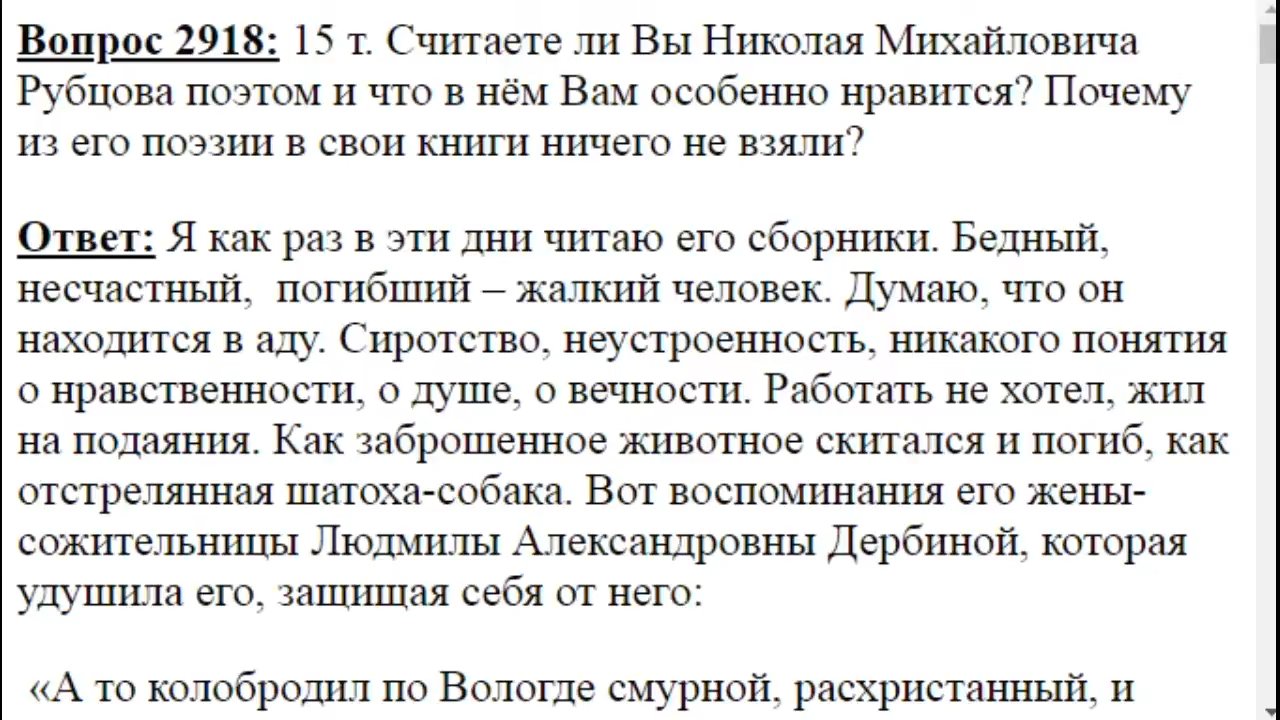 Вопрос 2918: 15 т. Считаете ли Вы Николая Михайловича
Рубцова поэтом и что в нём Вам особенно нравится? Почему
из его поэзии в свои книги ничего не взяли?
Ответ: Я как раз в эти дни читаю его сборники. Бедный,
несчастный,  погибший – жалкий человек. Думаю, что он
находится в аду. Сиротство, неустроенность, никакого понятия
о нравственности, о душе, о вечности. Работать не хотел, жил
на подаяния. Как заброшенное животное скитался и погиб, как
отстрелянная шатоха-собака. Вот воспоминания его жены-
сожительницы Людмилы Александровны Дербиной, которая
удушила его, защищая себя от него:
«А то колобродил по Вологде смурной, расхристанный, и